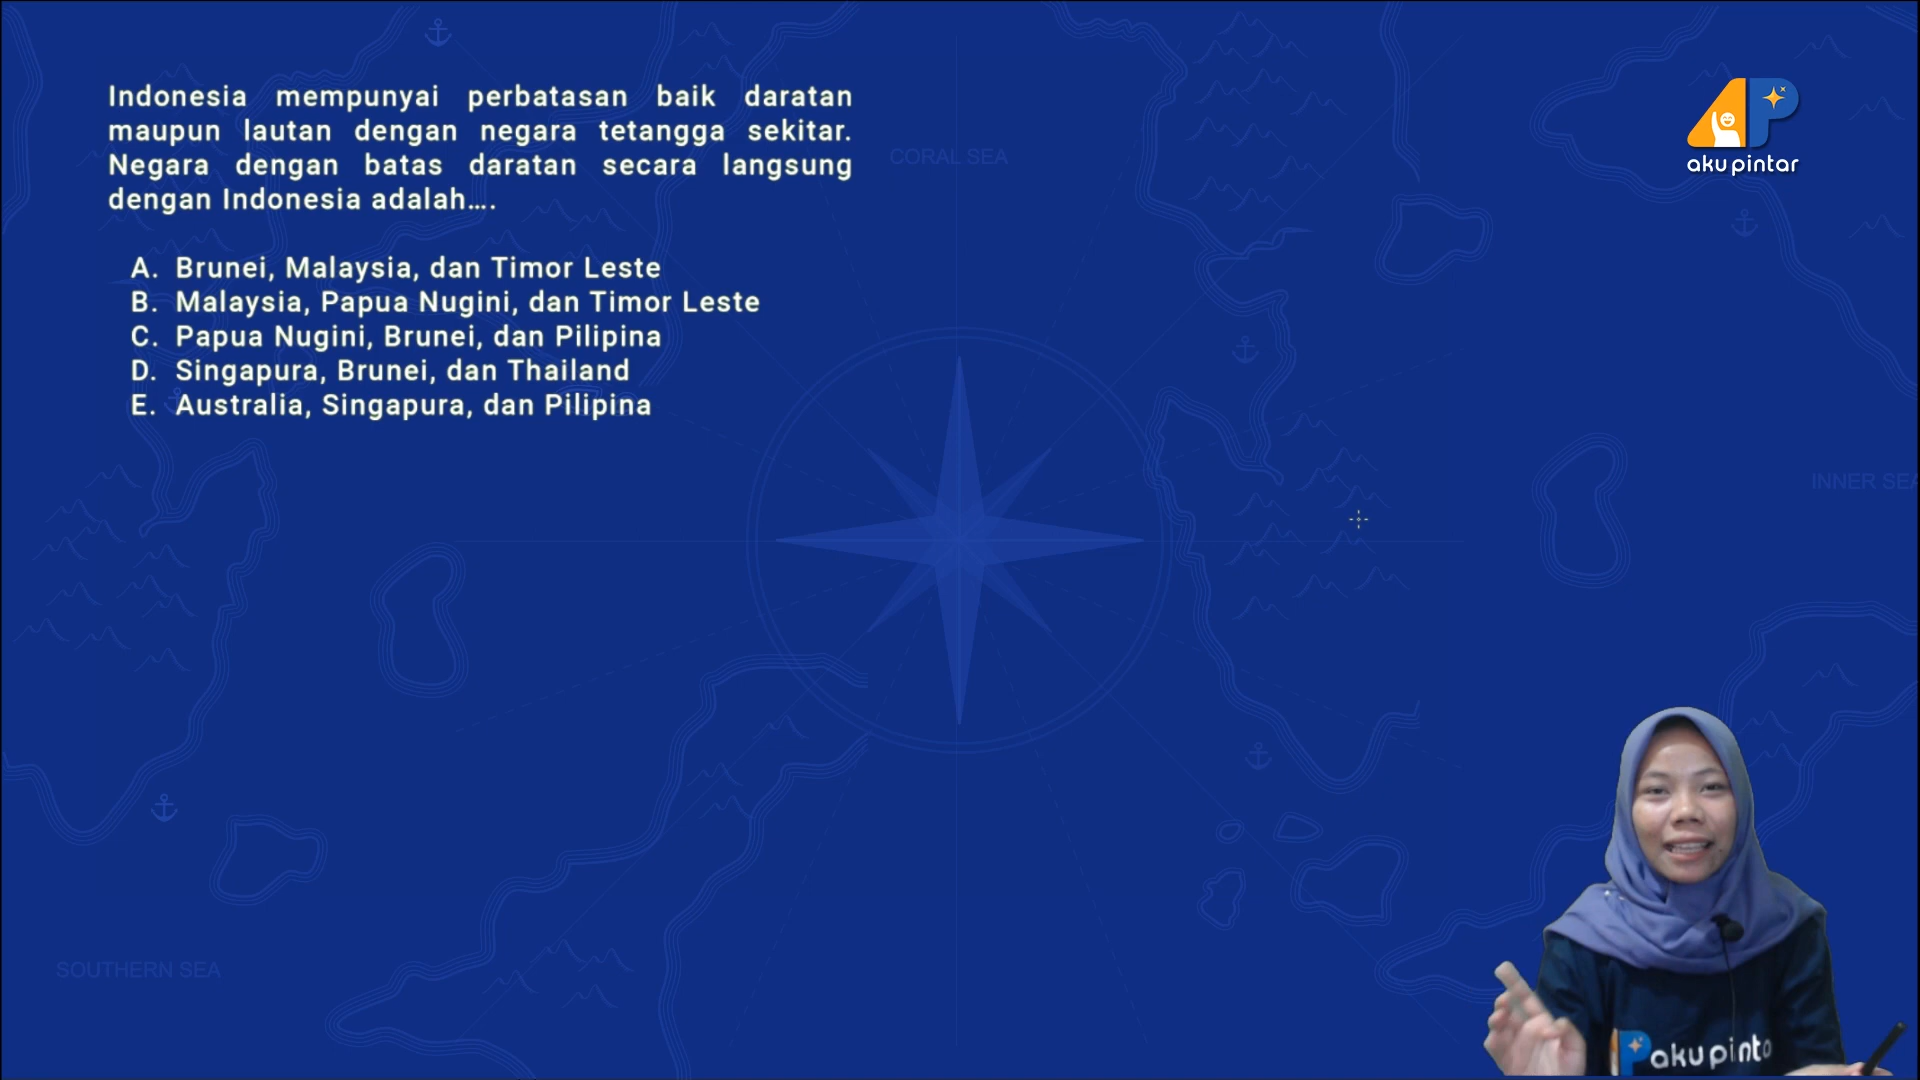 Indonesia mempunyai perbatasan baik daratan
maupun lautan dengan negara tetangga sekitar.
Negara dengan batas daratan secara langsung
dengan Indonesia adalah....
A. Brunei, Malaysia, dan Timor Leste
B. Malaysia, Papua Nugini, dan Timor Leste
C. Papua Nugini, Brunei, dan Pilipina
D. Singapura, Brunei, dan Thailand
E. Australia, Singapura, dan Pilipina
CORAL SEA
aku pintar
INNER SEA
SOUTHERN SEA
aku pinta